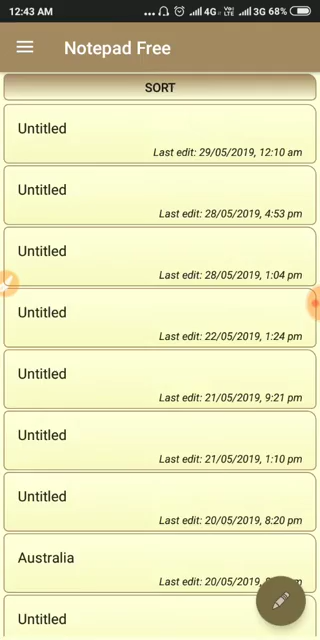 12:43 AM ... 4G Vo) LTE 3G 68%
Notepad Free
SORT
Untitled
Last edit: 29/05/2019, 12:10 am
Untitled
Last edit: 28/05/2019, 4:53 pm
Untitled
Last edit: 28/05/2019, 1:04 pm
Untitled
Last edit: 22/05/2019, 1:24 pm
Untitled
Last edit: 21/05/2019, 9:21 pm
Untitled
Last edit: 21/05/2019, 1:10 pm
Untitled
Last edit: 20/05/2019, 8:20 pm
Australia
Last edit: 20/05/2019, pm
Untitled